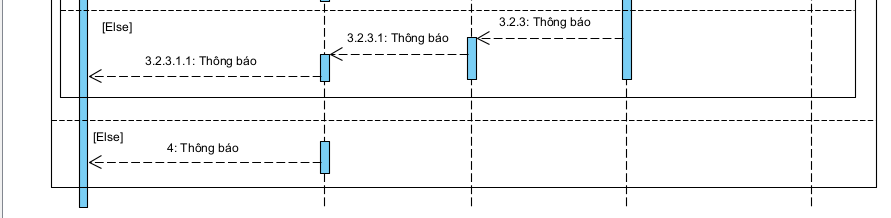 [Else]
3.2.3: Thông báo
3.2.3.1: Thông báo
3.2.3.1.1: Thông báo
[Else]
4: Thông báo